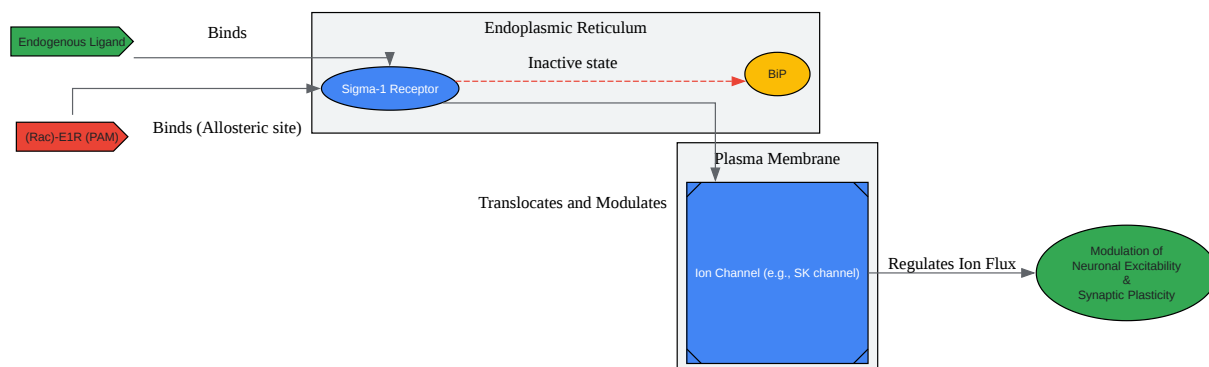 Endoplasmic Reticulum
Binds
Endogenous Ligand
Inactive state
BiP
Sigma-1 Receptor
Binds (Allosteric site)
(Rac)-E1R (PAM)
Plasma Membrane
Translocates and Modulates
Ion Channel (e.g., SK channel)
Regulates Ion Flux
Modulation of
Neuronal Excitability
&
Synaptic Plasticity